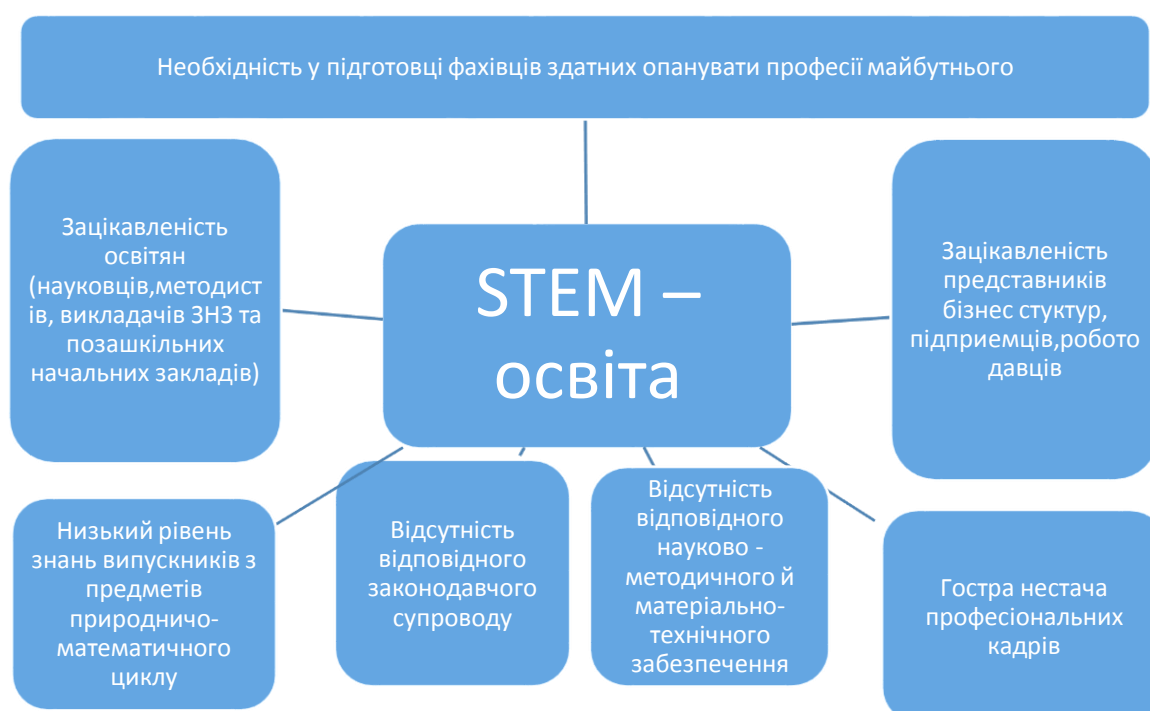 Необхідність у підготовці фахівців здатних опанувати професії майбутнього
Зацікавленість
освітян
(науковців,методист
ів, викладачів ЗНЗ та
позашкільних
начальних закладів)
STEM –
освіта
Зацікавленість
представників
бізнес стуктур,
підприемців,робото
давців
Низький рівень
знань випускників з
предметів
природничо-
математичного
циклу
Відсутність
відповідного
законодавчого
супроводу
Відсутність
відповідного
науково -
методичного й
матеріально-
технічного
забезпечення
Гостра нестача
професіональних
кадрів